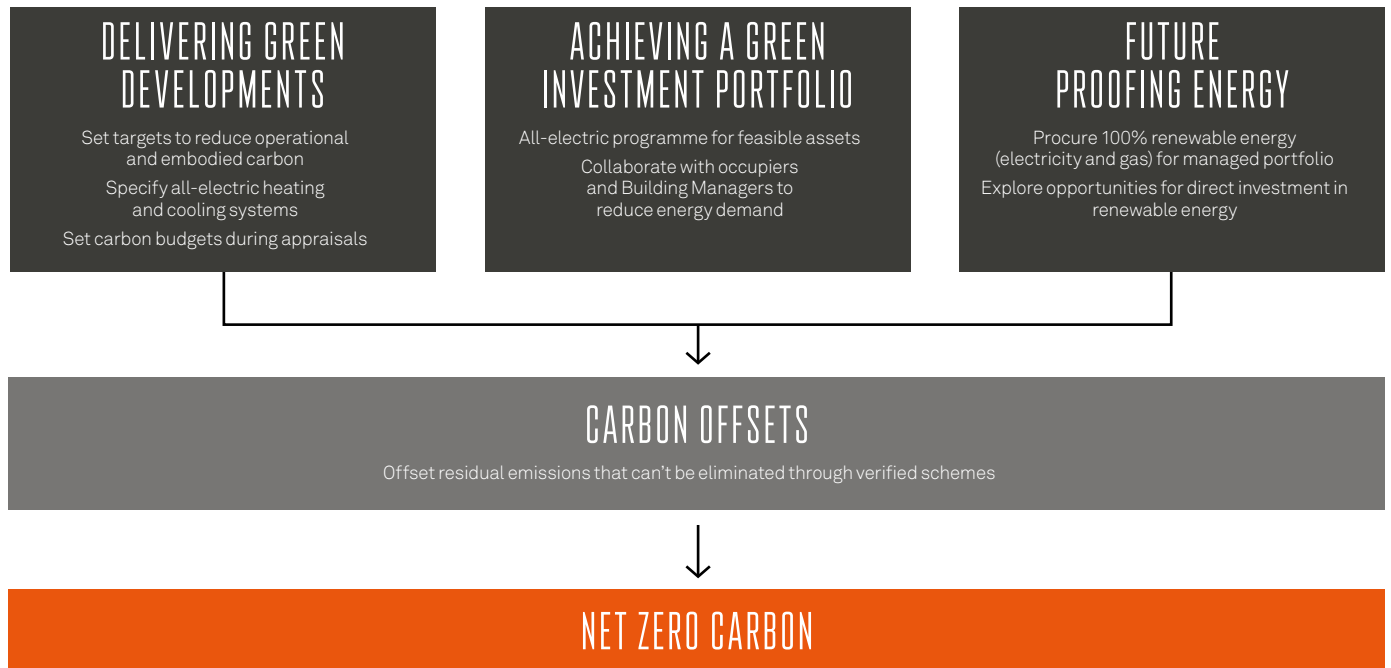 DELIVERING GREEN
DEVELOPMENTS
Set targets to reduce operational
and embodied carbon
Specify all-electric heating
and cooling systems
Set carbon budgets during appraisals
ACHIEVING A GREEN
INVESTMENT PORTFOLIO
All-electric programme for feasible assets
Collaborate with occupiers
and Building Managers to
reduce energy demand
FUTURE
PROOFING ENERGY
Procure 100% renewable energy
(electricity and gas) for managed portfolio
Explore opportunities for direct investment in
renewable energy
CARBON OFFSETS
Offset residual emissions that can’t be eliminated through verified schemes
NET ZERO CARBON